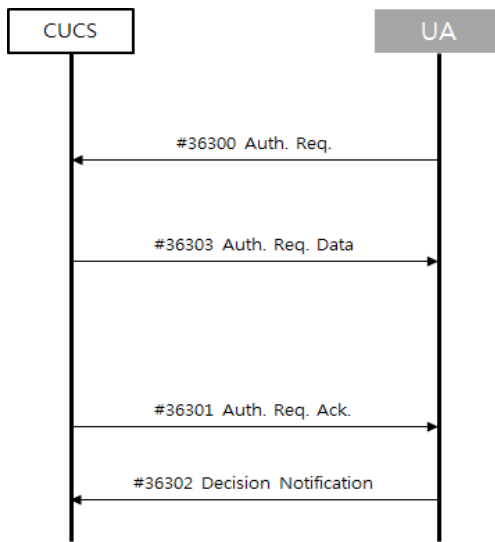 CUCS
UA
#36300 Auth. Req.
#36303 Auth. Req. Data
#36301 Auth. Req. Ack.
#36302 Decision Notification